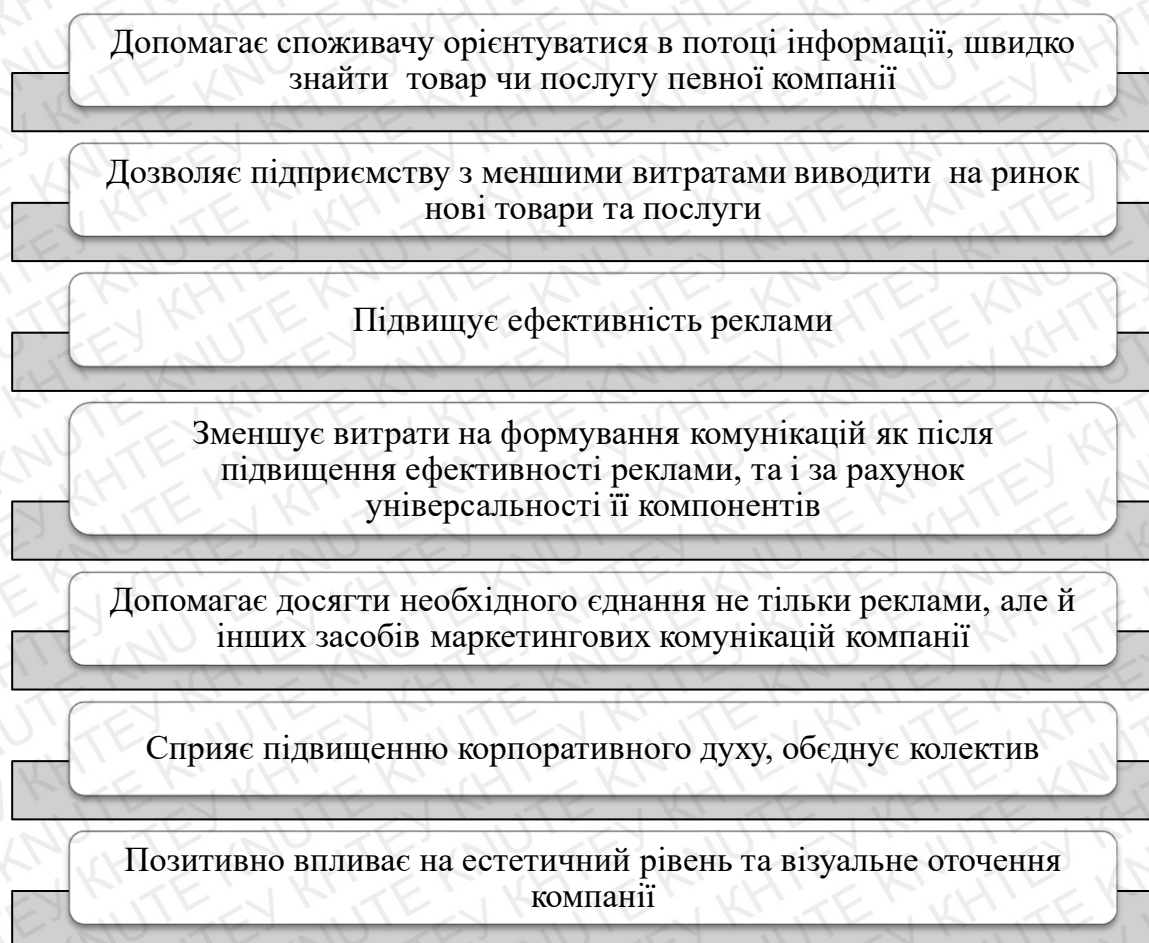 Допомагає споживачу орієнтуватися в потоці інформації, швидко
знайти товар чи послугу певної компанії
Дозволяє підприємству з меншими витратами виводити на ринок
нові товари та послуги
Підвищує ефективність реклами
Зменшує витрати на формування комунікацій як після
підвищення ефективності реклами, та і за рахунок
універсальності її компонентів
Допомагає досягти необхідного єднання не тільки реклами, але й
інших засобів маркетингових комунікацій компанії
Сприяє підвищенню корпоративного духу, обєднує колектив
Позитивно впливає на естетичний рівень та візуальне оточення
компанії